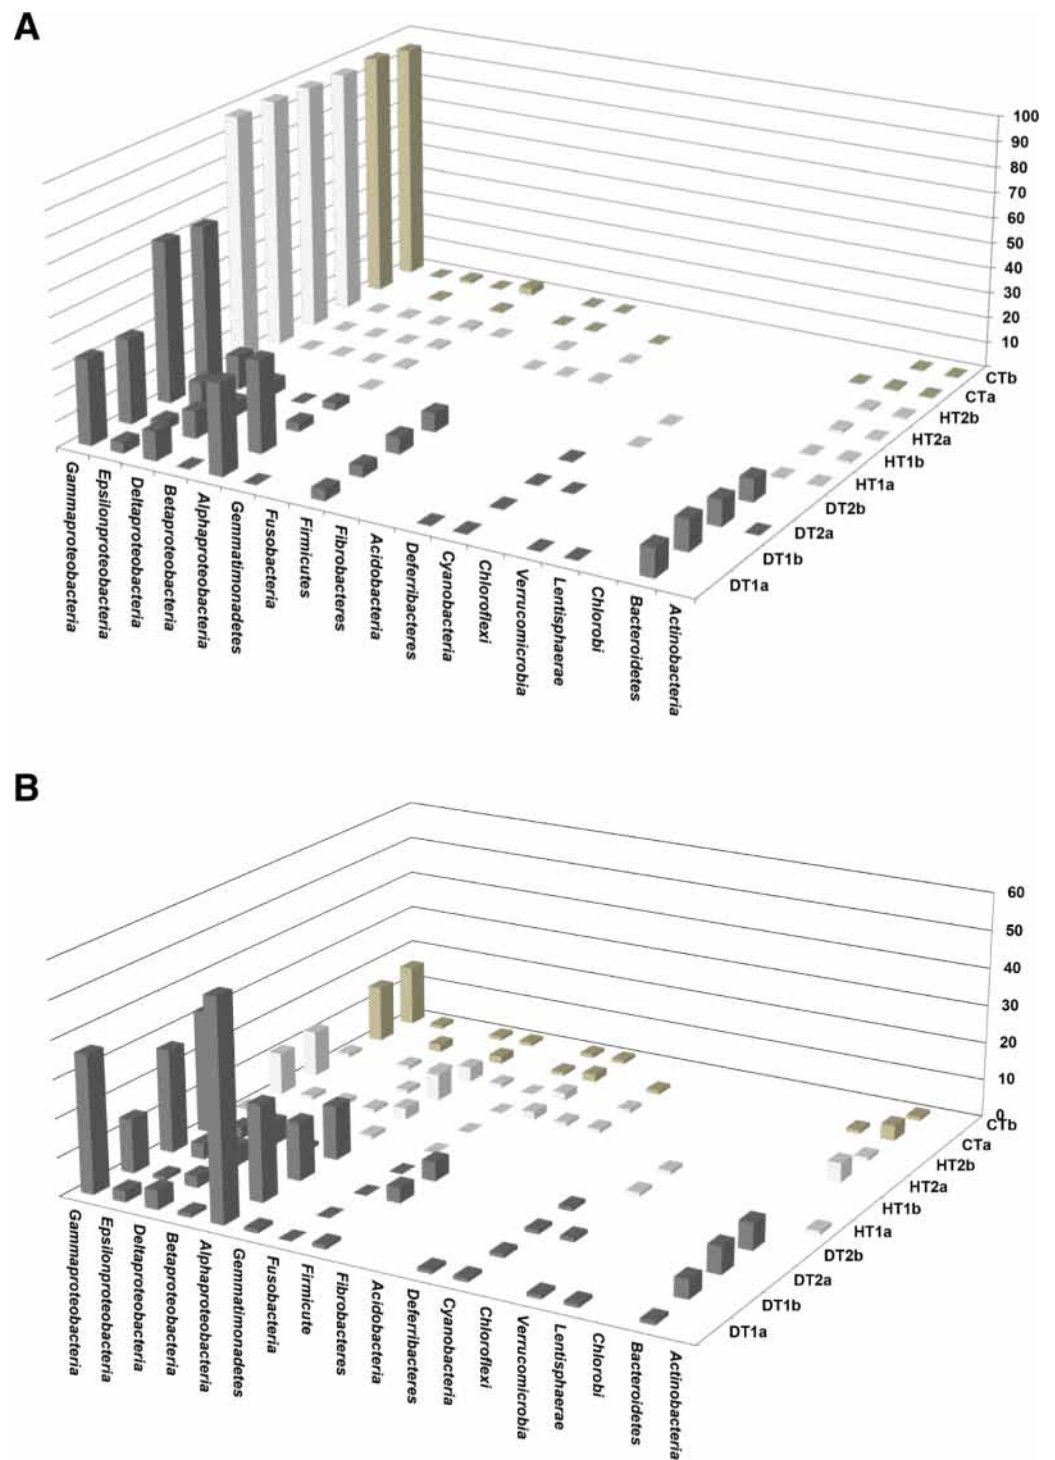 A
100
90
80
70
60
50
40
30
20
10
CTb
CTa
HT2b
HT2a
HT1b
HT1a
DT2b
DT2a
DT1b
DT1a
Gammaproteobacteria
Epsilonproteobacteria
Deltaproteobacteria
Betaproteobacteria
Alphaproteobacteria
Gemmatimonadetes
Fusobacteria
Firmicutes
Fibrobacteres
Acidobacteria
Deferribacteres
Cyanobacteria
Chloroflexi
Verrucomicrobia
Lentisphaerae
Chlorobi
Bacteroidetes
Actinobacteria
B
60
50
40
30
20
10
0
CTb
CTa
HT2b
HT2a
HT1b
HT1a
DT2b
DT2a
DT1b
DT1a
Gammaproteobacteria
Epsilonproteobacteria
Deltaproteobacteria
Betaproteobacteria
Alphaproteobacteria
Gemmatimonadetes
Fusobacteria
Firmicute
Fibrobacteres
Acidobacteria
Deferribacteres
Cyanobacteria
Chloroflexi
Verrucomicrobia
Lentisphaerae
Chlorobi
Bacteroidetes
Actinobacteria